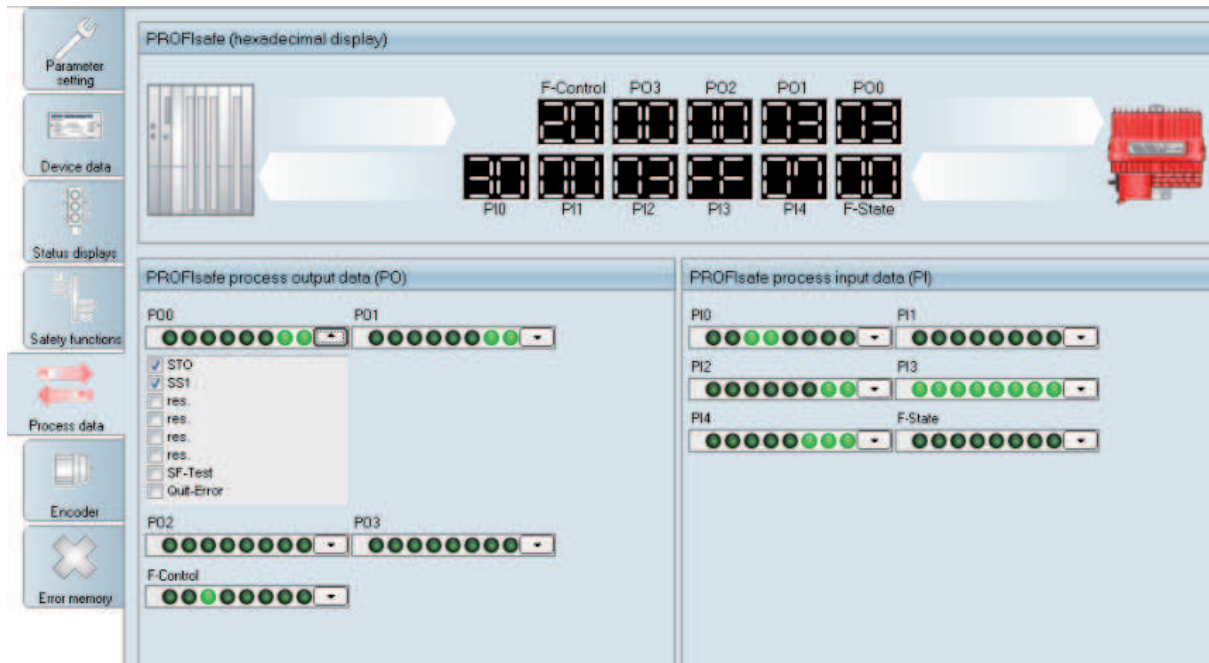 Parameter
setting
Device data
Status displays
Safety functions
Process data
Encoder
Error memory
PROFIsafe (hexadecimal display)
F-Control PO3 PO2 PO1 PO0
20 00 00 03 03
30 00 03 FF 07 00
PI0 PI1 PI2 PI3 PI4 F-State
PROFIsafe process output data (PO)
PO0 PO1
STO
SS1
res.
res.
res.
res.
SF-Test
Quit-Error
PO2 PO3
F-Control
PROFIsafe process input data (PI)
PI0 PI1
PI2 PI3
PI4 F-State